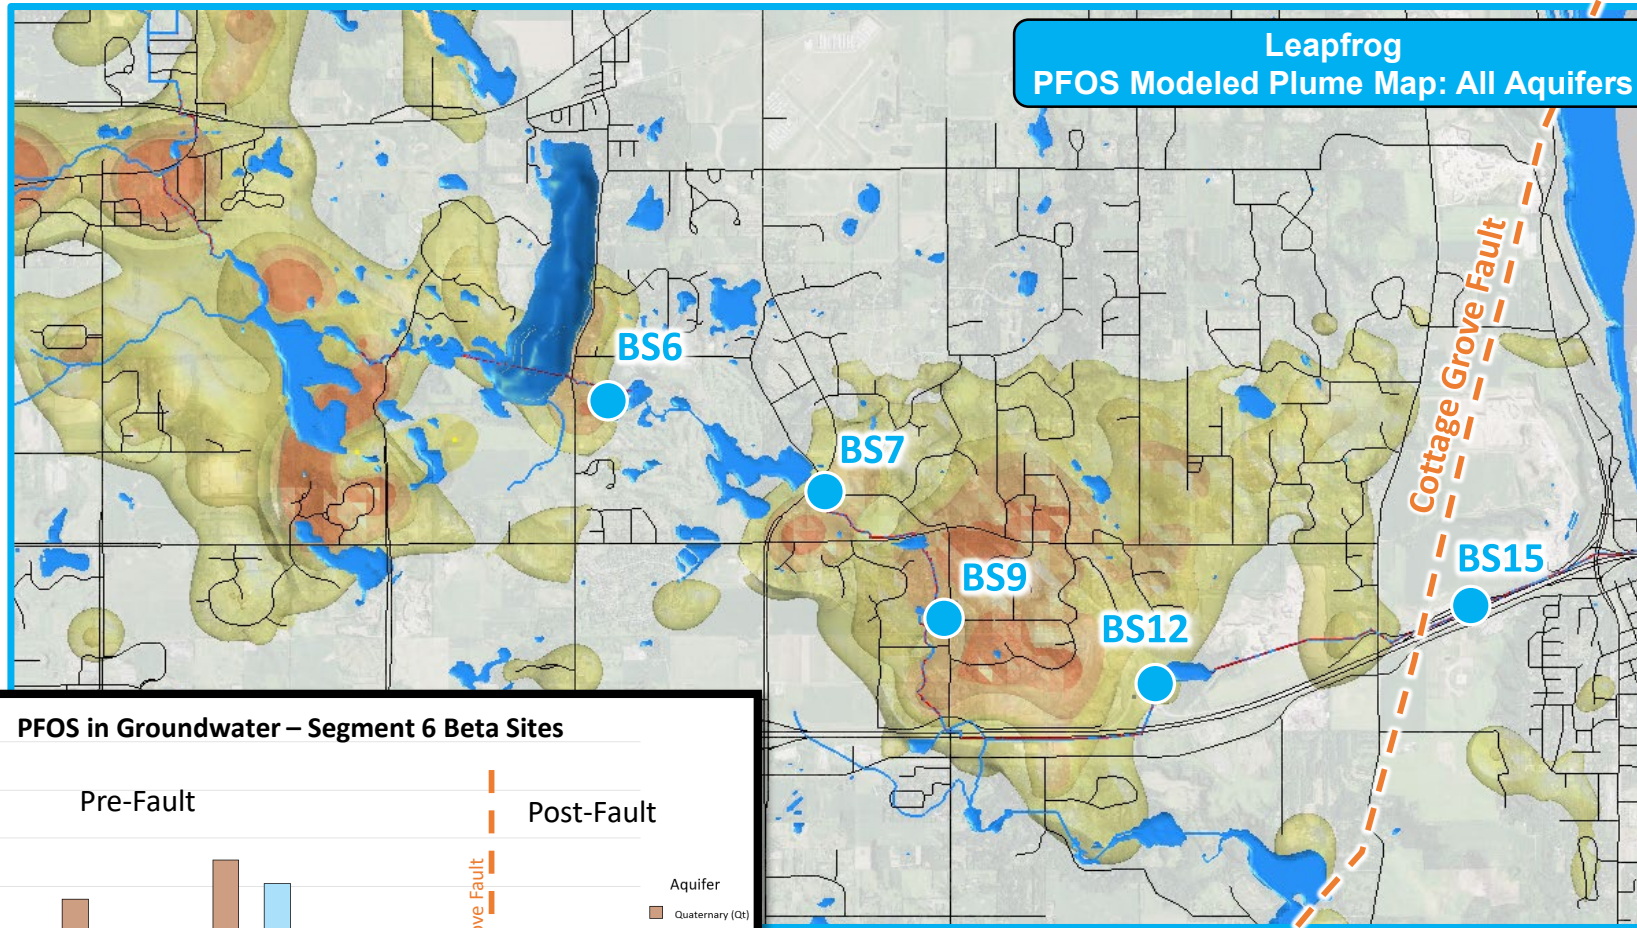 Leapfrog
PFOS Modeled Plume Map: All Aquifers
Cottage Grove Fault
BS6
BS7
BS9
BS12
BS15
PFOS in Groundwater – Segment 6 Beta Sites
Pre-Fault
Post-Fault
Fault
Aquifer
Quaternary (Qt)